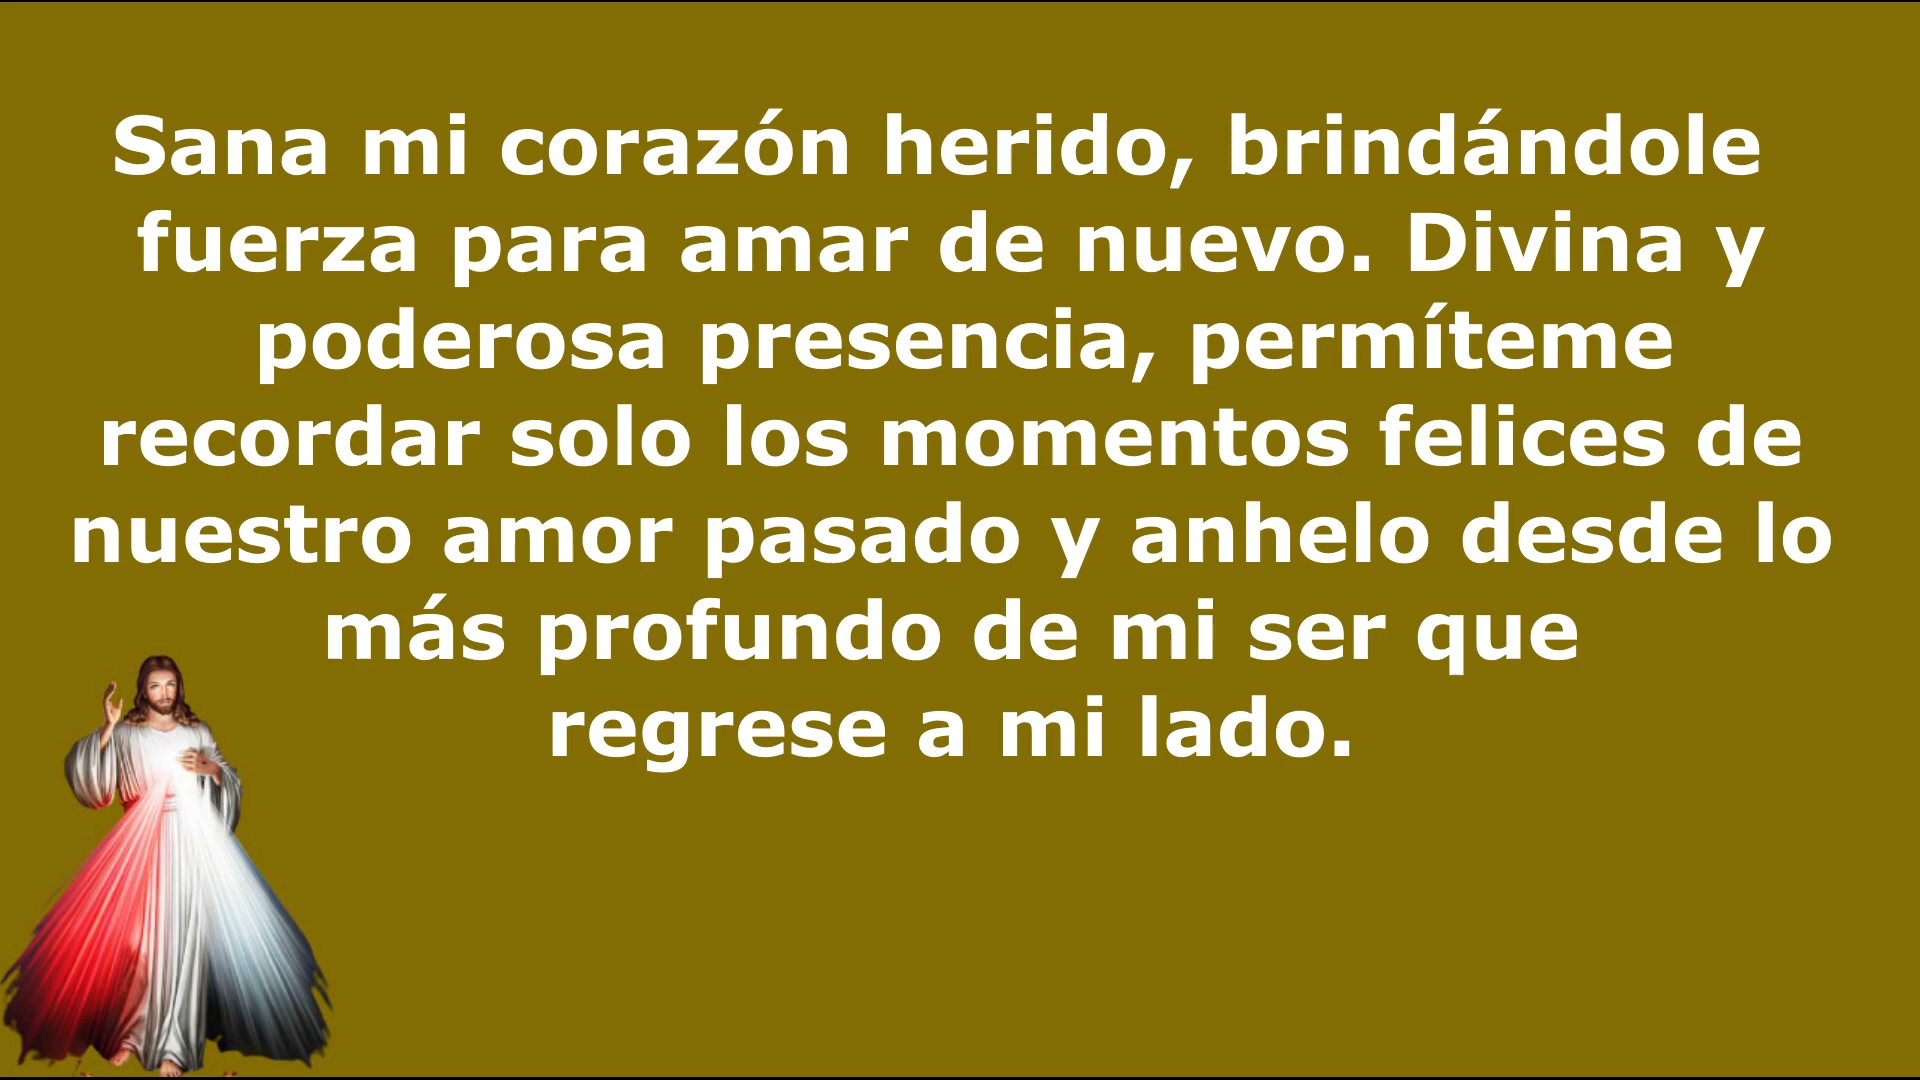 Sana mi corazón herido, brindándole
fuerza para amar de nuevo. Divina y
poderosa presencia, permíteme
recordar solo los momentos felices de
nuestro amor pasado y anhelo desde lo
más profundo de mi ser que
regrese a mi lado.